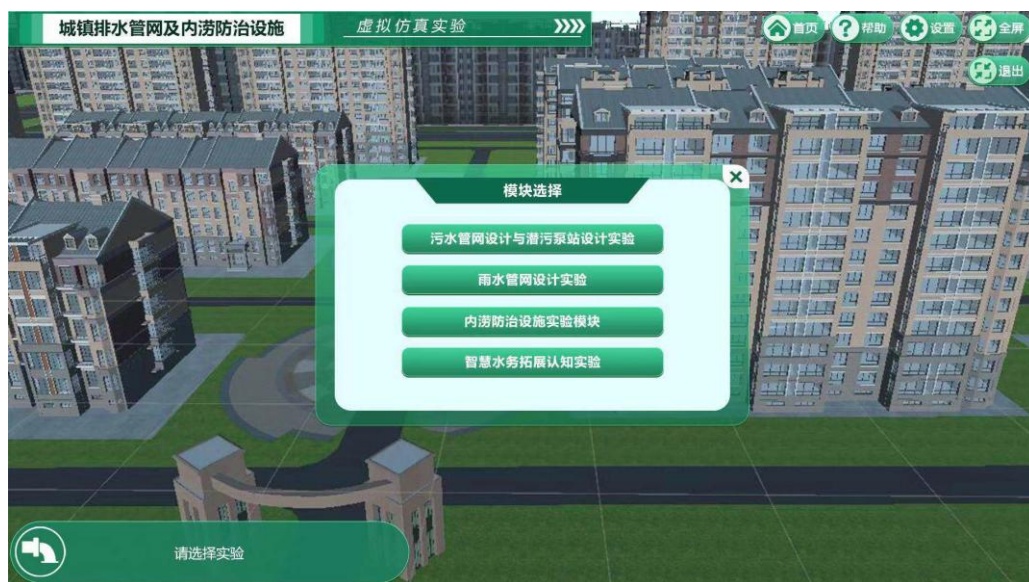 城镇排水管网及内涝防治设施
虚拟仿真实验
首页
帮助
设置
全屏
退出
模块选择
污水管网设计与潜污泵站设计实验
雨水管网设计实验
内涝防治设施实验模块
智慧水务拓展认知实验
请选择实验